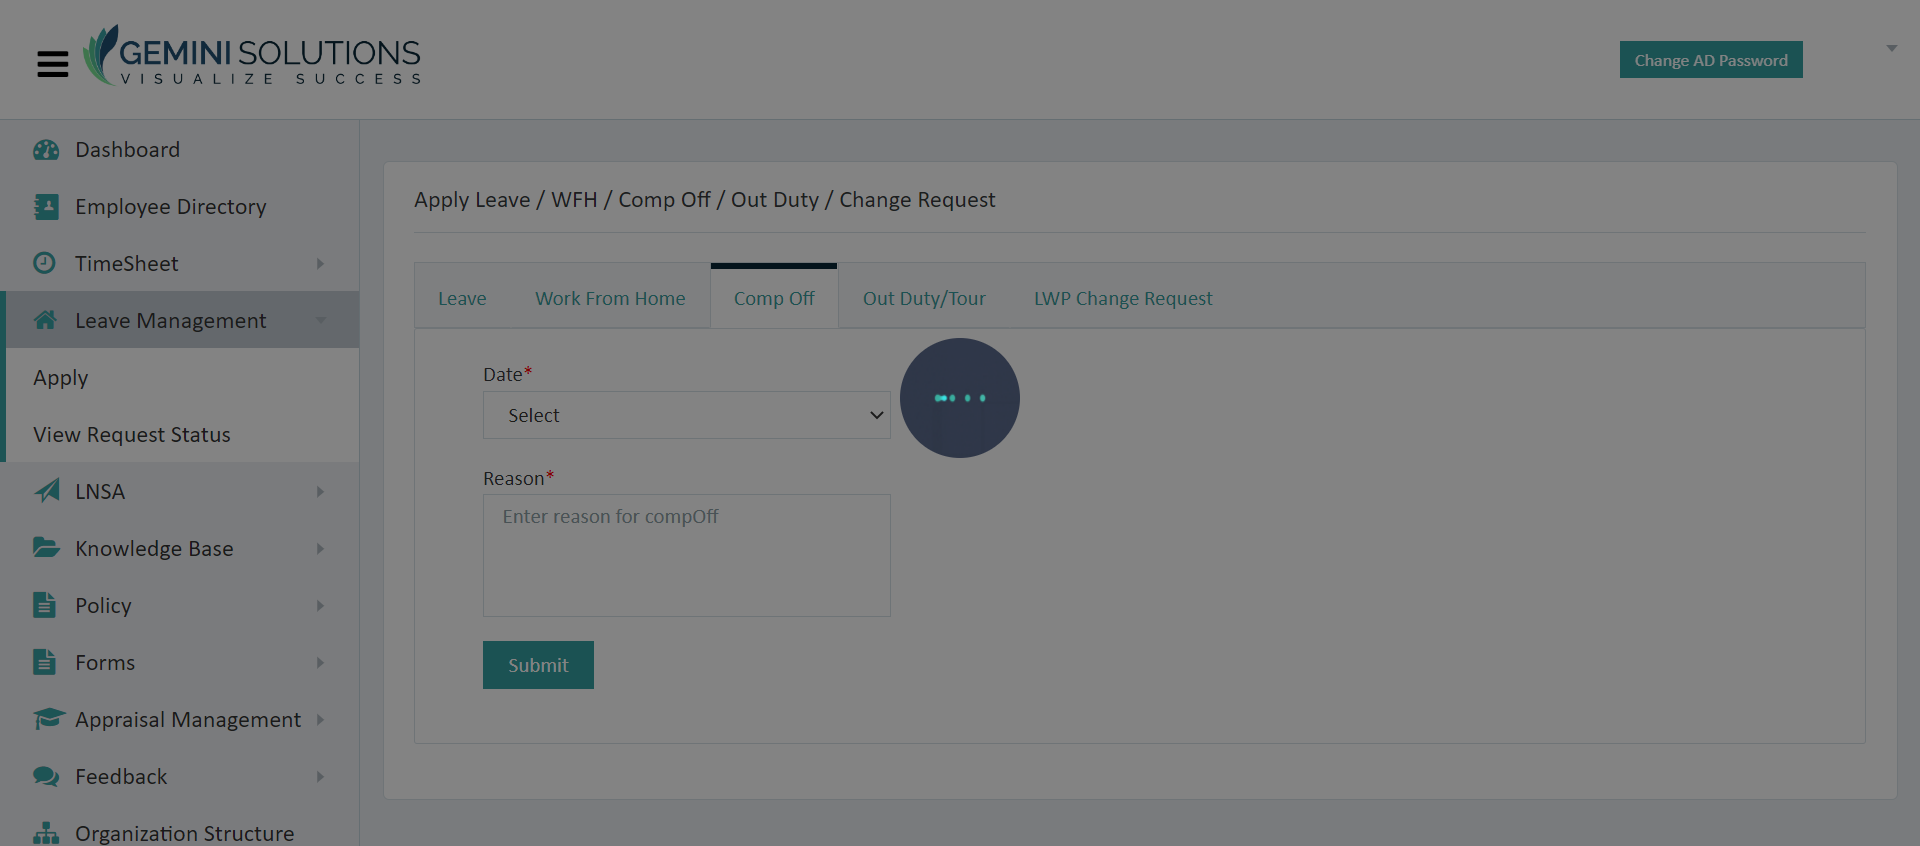 GEMINI SOLUTIONS
VISUALIZE SUCCESS
Change AD Password
Dashboard
Employee Directory
TimeSheet
Leave Management
Apply
View Request Status
LNSA
Knowledge Base
Policy
Forms
Appraisal Management
Feedback
Organization Structure
Apply Leave / WFH / Comp Off / Out Duty / Change Request
Leave
Work From Home
Comp Off
Out Duty/Tour
LWP Change Request
Date*
Select
Reason*
Enter reason for compOff
Submit